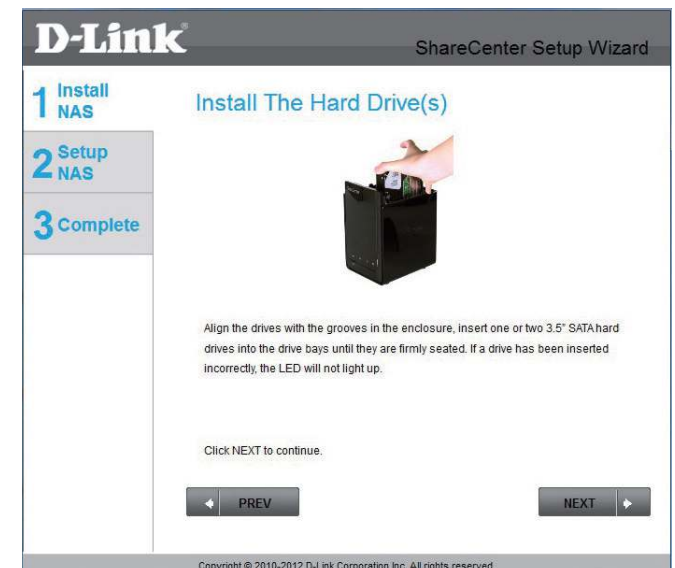 D-Link
ShareCenter Setup Wizard
1 Install
NAS
2 Setup
NAS
3 Complete
Install The Hard Drive(s)
Align the drives with the grooves in the enclosure, insert one or two 3.5" SATA hard
drives into the drive bays until they are firmly seated. If a drive has been inserted
incorrectly, the LED will not light up.
Click NEXT to continue.
PREV
NEXT
Copyright © 2010-2012 D-Link Corporation Inc. All rights reserved